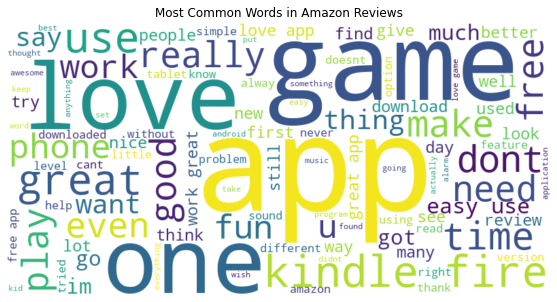 Most Common Words in Amazon Reviews
say use people simple love app find give much better
best thought awesome keep word
love game
free
really work
try tablet know alway something
doesnt option well
thing download used
love game
anything set put easy
downloaded without android never
phone nice cant little
new first make look
feature
app
dont
day
great
level problem
good work great still great app
music going
need
actually alarm
application
help want
free app
take
sound program found
easy use
review
play even
fun
u using see
time
think different way got many read
lot go im
tried kid
everything
one
wish didnt
kindle fire
amazon right thank
version